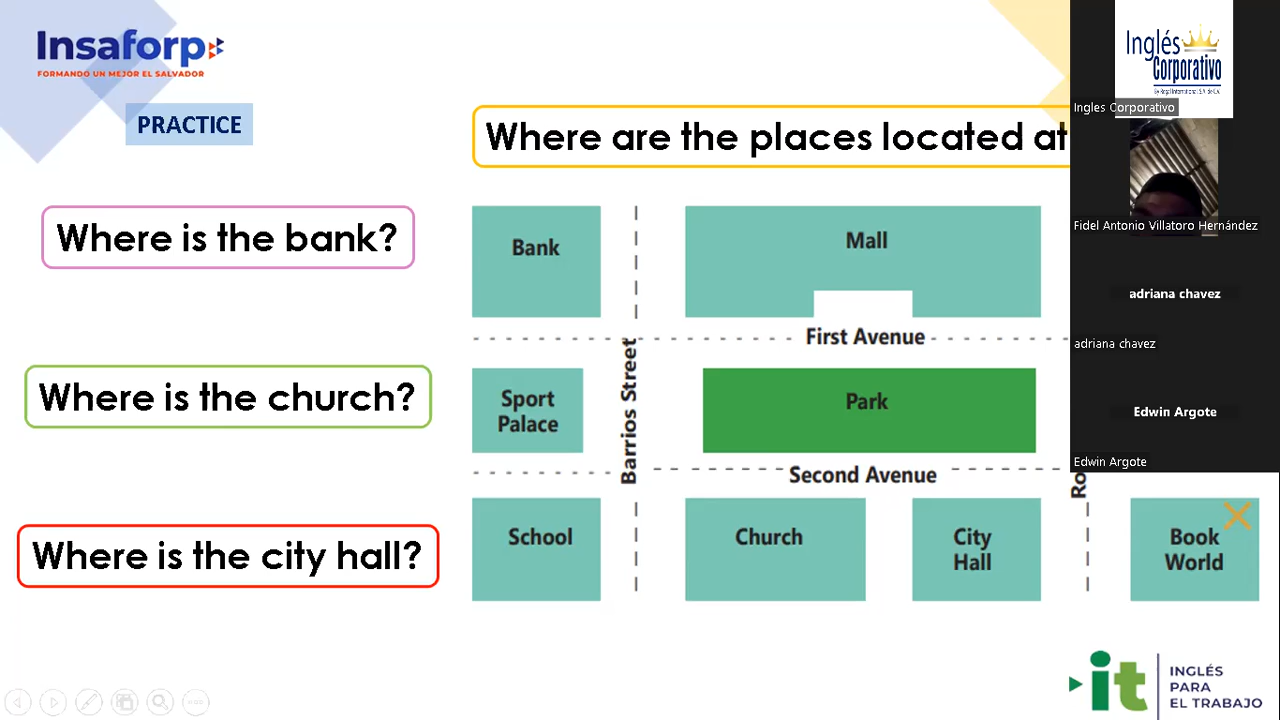 Insaforp
FORMANDO UN MEJOR EL SALVADOR
PRACTICE
Where are the places located at
Where is the bank?
Where is the church?
Where is the city hall?
Bank
Mall
First Avenue
Barrios Street
Sport
Palace
Park
Second Avenue
Ro
School
Church
City
Hall
Book
World
Inglés
Corporativo
Ingles Corporativo
Fidel Antonio Villatoro Hernández
adriana chavez
adriana chavez
Edwin Argote
Edwin Argote
it
INGLÉS
PARA
EL TRABAJO